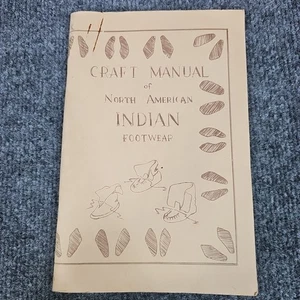 CRAFT MANUAL
of
NORTH AMERICAN
INDIAN
FOOTWEAR